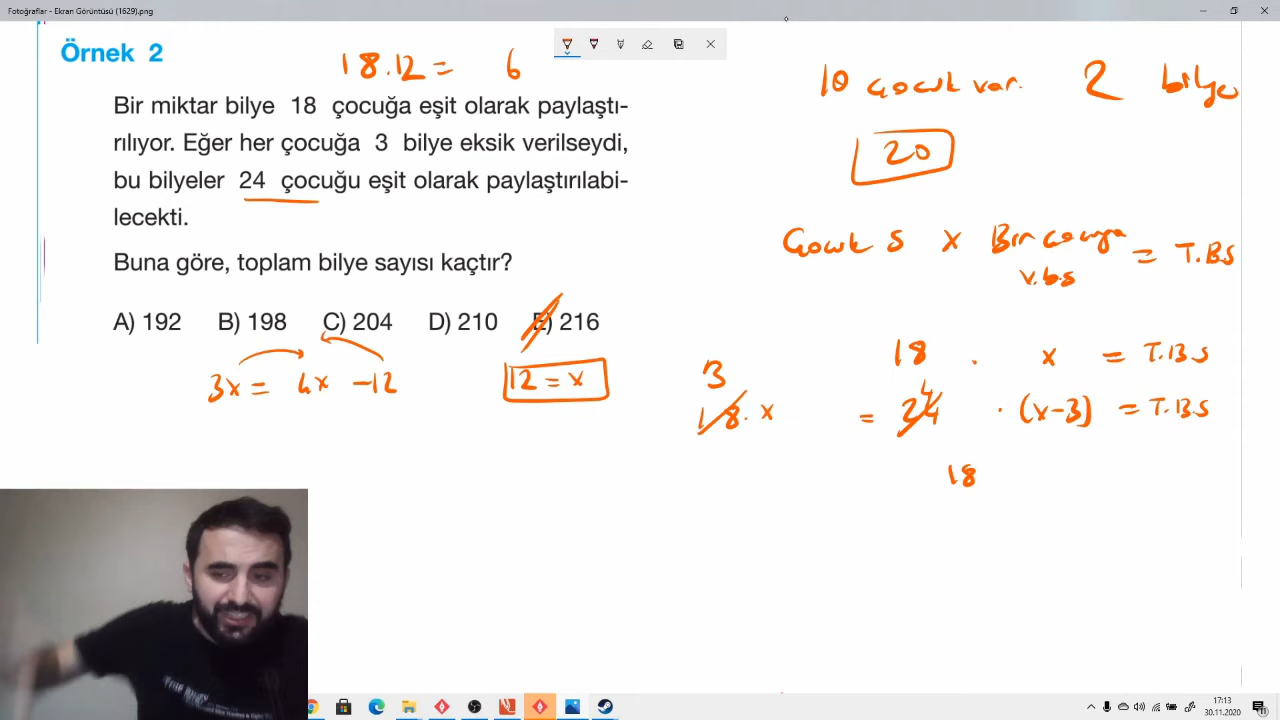 Fotoğraflar - Ekran Görüntüsü (1629).png
Örnek 2
18.12 = 6
Bir miktar bilye 18 çocuğa eşit olarak paylaştı-
rılıyor. Eğer her çocuğa 3 bilye eksik verilseydi,
bu bilyeler 24 çocuğu eşit olarak paylaştırılabi-
lecekti.
Buna göre, toplam bilye sayısı kaçtır?
A) 192 B) 198 C) 204 D) 210 E) 216
3x = 4x -12
12 = x
10 çocuk var. 2 bilye
20
Çocuk S x Bir çocuğa
v.b.s
= T.B.S
18 . x = T.B.S
3 4
18.x = 24 . (x-3) = T.B.S
18
17:13
30.11.2020